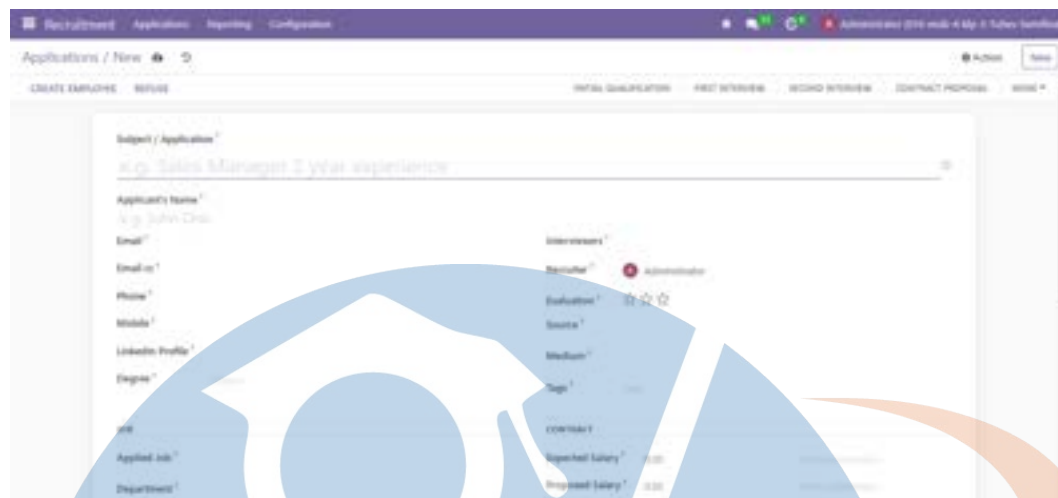 Recruitment Applications Reporting Configuration
Applications / New
Action New
CREATE EMPLOYEE REFUSE INITIAL QUALIFICATION FIRST INTERVIEW SECOND INTERVIEW CONTRACT PROPOSAL MORE
Subject / Application ?
e.g. Sales Manager 2 year experience
Applicant's Name ?
e.g. John Doe
Email ? Interviewers ?
Email cc ? Recruiter ? Administrator
Phone ? Evaluation ?
Mobile ? Source ?
LinkedIn Profile ? Medium ?
Degree ? Tags ?
JOB CONTRACT
Applied Job ? Expected Salary ? 0.00
Department ? Proposed Salary ? 0.00